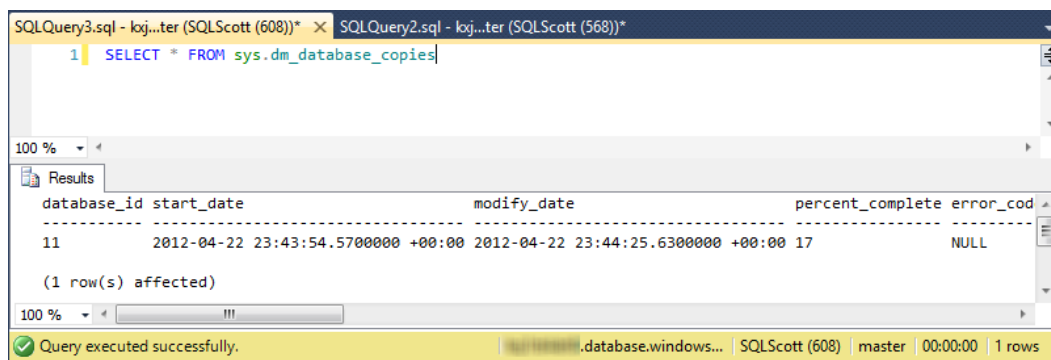 SQLQuery3.sql - kxj...ter (SQLScott (608))* SQLQuery2.sql - kxj...ter (SQLScott (568))*
1 SELECT * FROM sys.dm_database_copies
100 %
Results
database_id start_date modify_date percent_complete error_cod
----------- ---------------------------------- ---------------------------------- ---------------- ---------
11 2012-04-22 23:43:54.5700000 +00:00 2012-04-22 23:44:25.6300000 +00:00 17 NULL
(1 row(s) affected)
100 %
Query executed successfully. .database.windows... SQLScott (608) master 00:00:00 1 rows